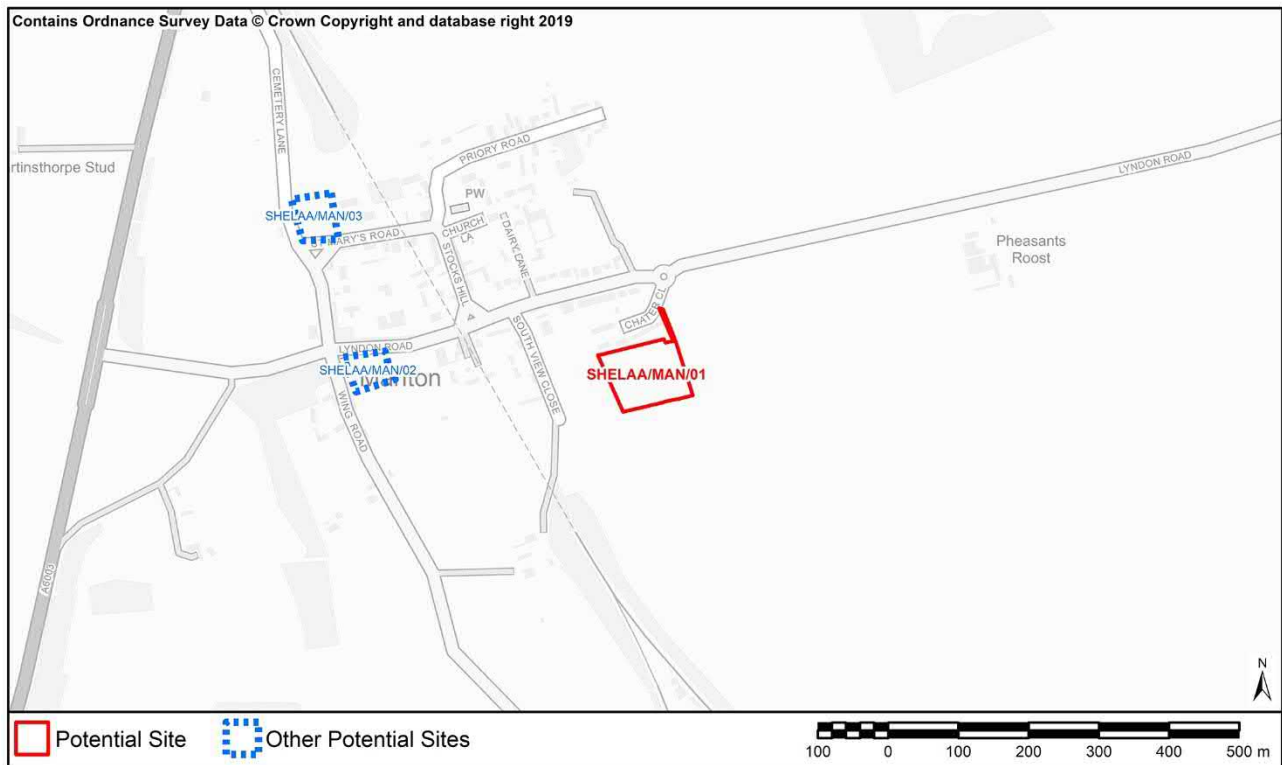 Contains Ordnance Survey Data © Crown Copyright and database right 2019
CEMETERY LANE
PRIORY ROAD
LYNDON ROAD
rtinsthorpe Stud
SHELAA/MAN/03
PW
CHURCH
LA
ST MARY'S ROAD
DAIRY LANE
STOCKS HILL
Pheasants
Roost
CHATER CL
LYNDON ROAD
SHELAA/MAN/02
SOUTH VIEW CLOSE
SHELAA/MAN/01
WING ROAD
A6003
N
Potential Site
Other Potential Sites
100 0 100 200 300 400 500 m